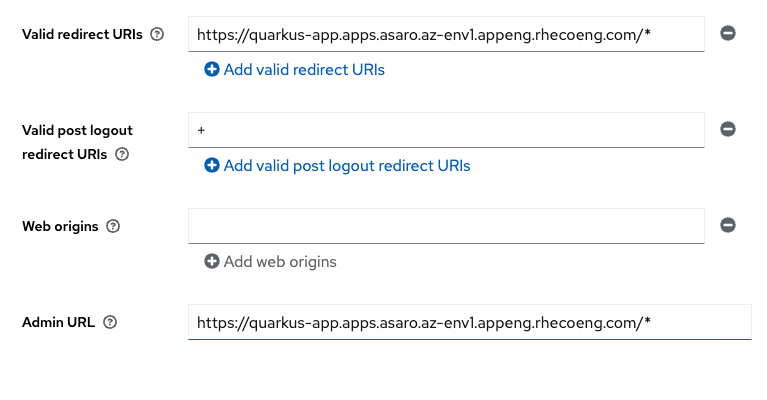 Valid redirect URIs
https://quarkus-app.apps.asaro.az-env1.appeng.rhecoeng.com/*
Add valid redirect URIs
Valid post logout
redirect URIs
+
Add valid post logout redirect URIs
Web origins
Add web origins
Admin URL
https://quarkus-app.apps.asaro.az-env1.appeng.rhecoeng.com/*